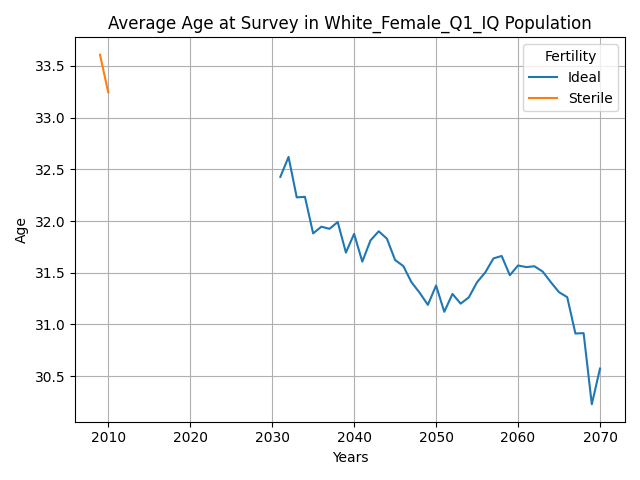 Average Age at Survey in White_Female_Q1_IQ Population
Fertility
Ideal
Sterile
33.5
33.0
32.5
32.0
31.5
31.0
30.5
Age
2010
2020
2030
2040
2050
2060
2070
Years